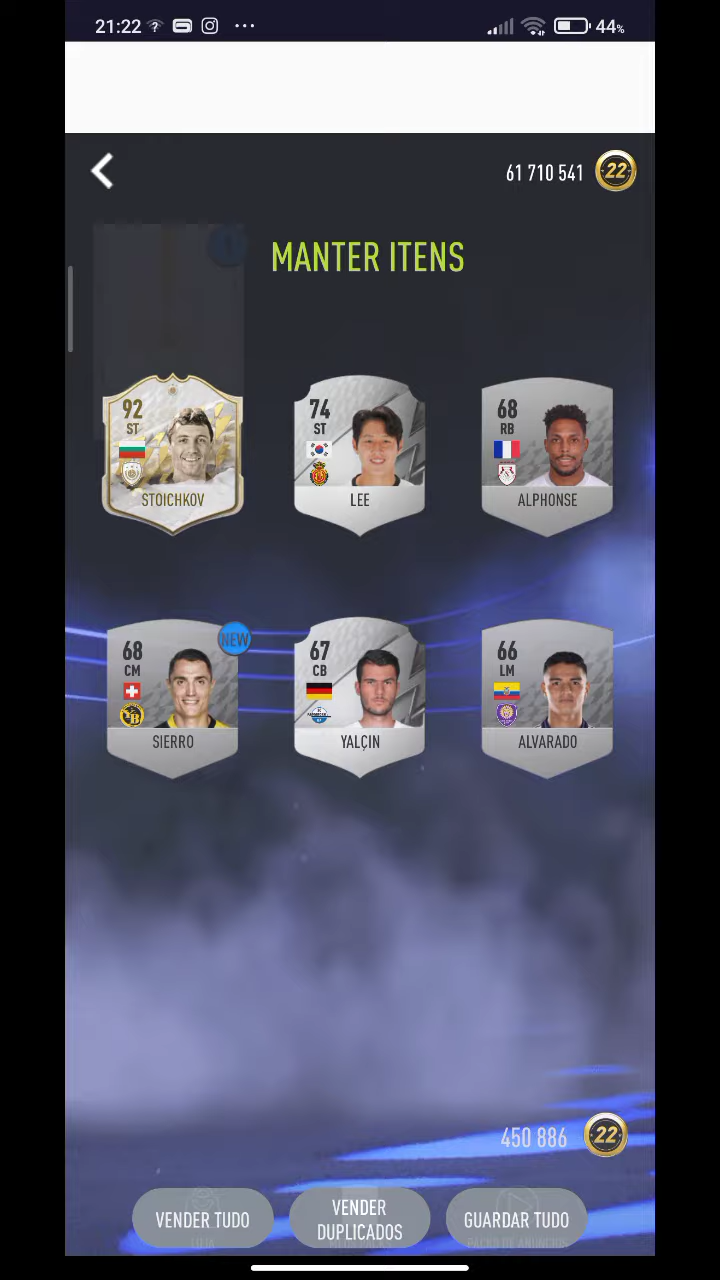 21:22
44%
61 710 541
22
MANTER ITENS
92
ST
STOICHKOV
74
ST
LEE
68
RB
ALPHONSE
68
CM
SIERRO
NEW
67
CB
YALÇIN
66
LM
ALVARADO
450 886
22
VENDER TUDO
VENDER
DUPLICADOS
GUARDAR TUDO